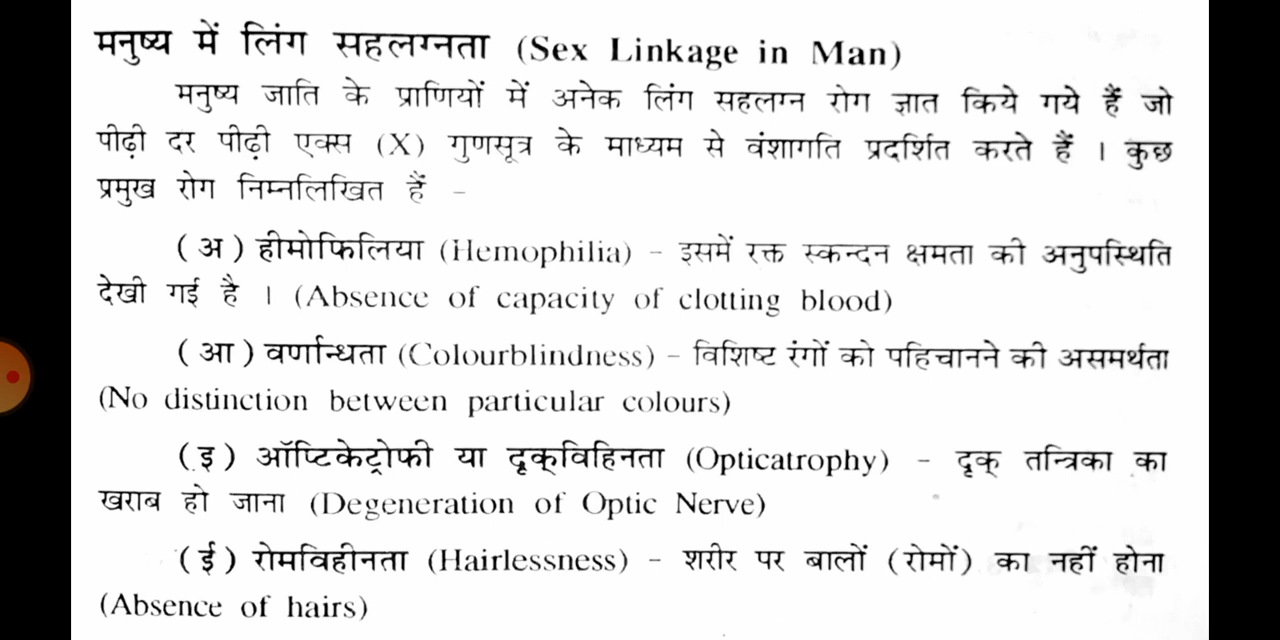 मनुष्य में लिंग सहलग्नता (Sex Linkage in Man)
मनुष्य जाति के प्राणियों में अनेक लिंग सहलग्न रोग ज्ञात किये गये हैं जो
पीढ़ी दर पीढ़ी एक्स (X) गुणसूत्र के माध्यम से वंशागति प्रदर्शित करते हैं । कुछ
प्रमुख रोग निम्नलिखित हैं -
( अ ) हीमोफिलिया (Hemophilia) - इसमें रक्त स्कन्दन क्षमता की अनुपस्थिति
देखी गई है । (Absence of capacity of clotting blood)
( आ ) वर्णान्धता (Colourblindness) - विशिष्ट रंगों को पहिचानने की असमर्थता
(No distinction between particular colours)
( इ ) ऑप्टिकेट्रोफी या दृक्‌विहिनता (Opticatrophy) - दृक् तन्त्रिका का
खराब हो जाना (Degeneration of Optic Nerve)
( ई ) रोमविहीनता (Hairlessness) - शरीर पर बालों (रोमों) का नहीं होना
(Absence of hairs)